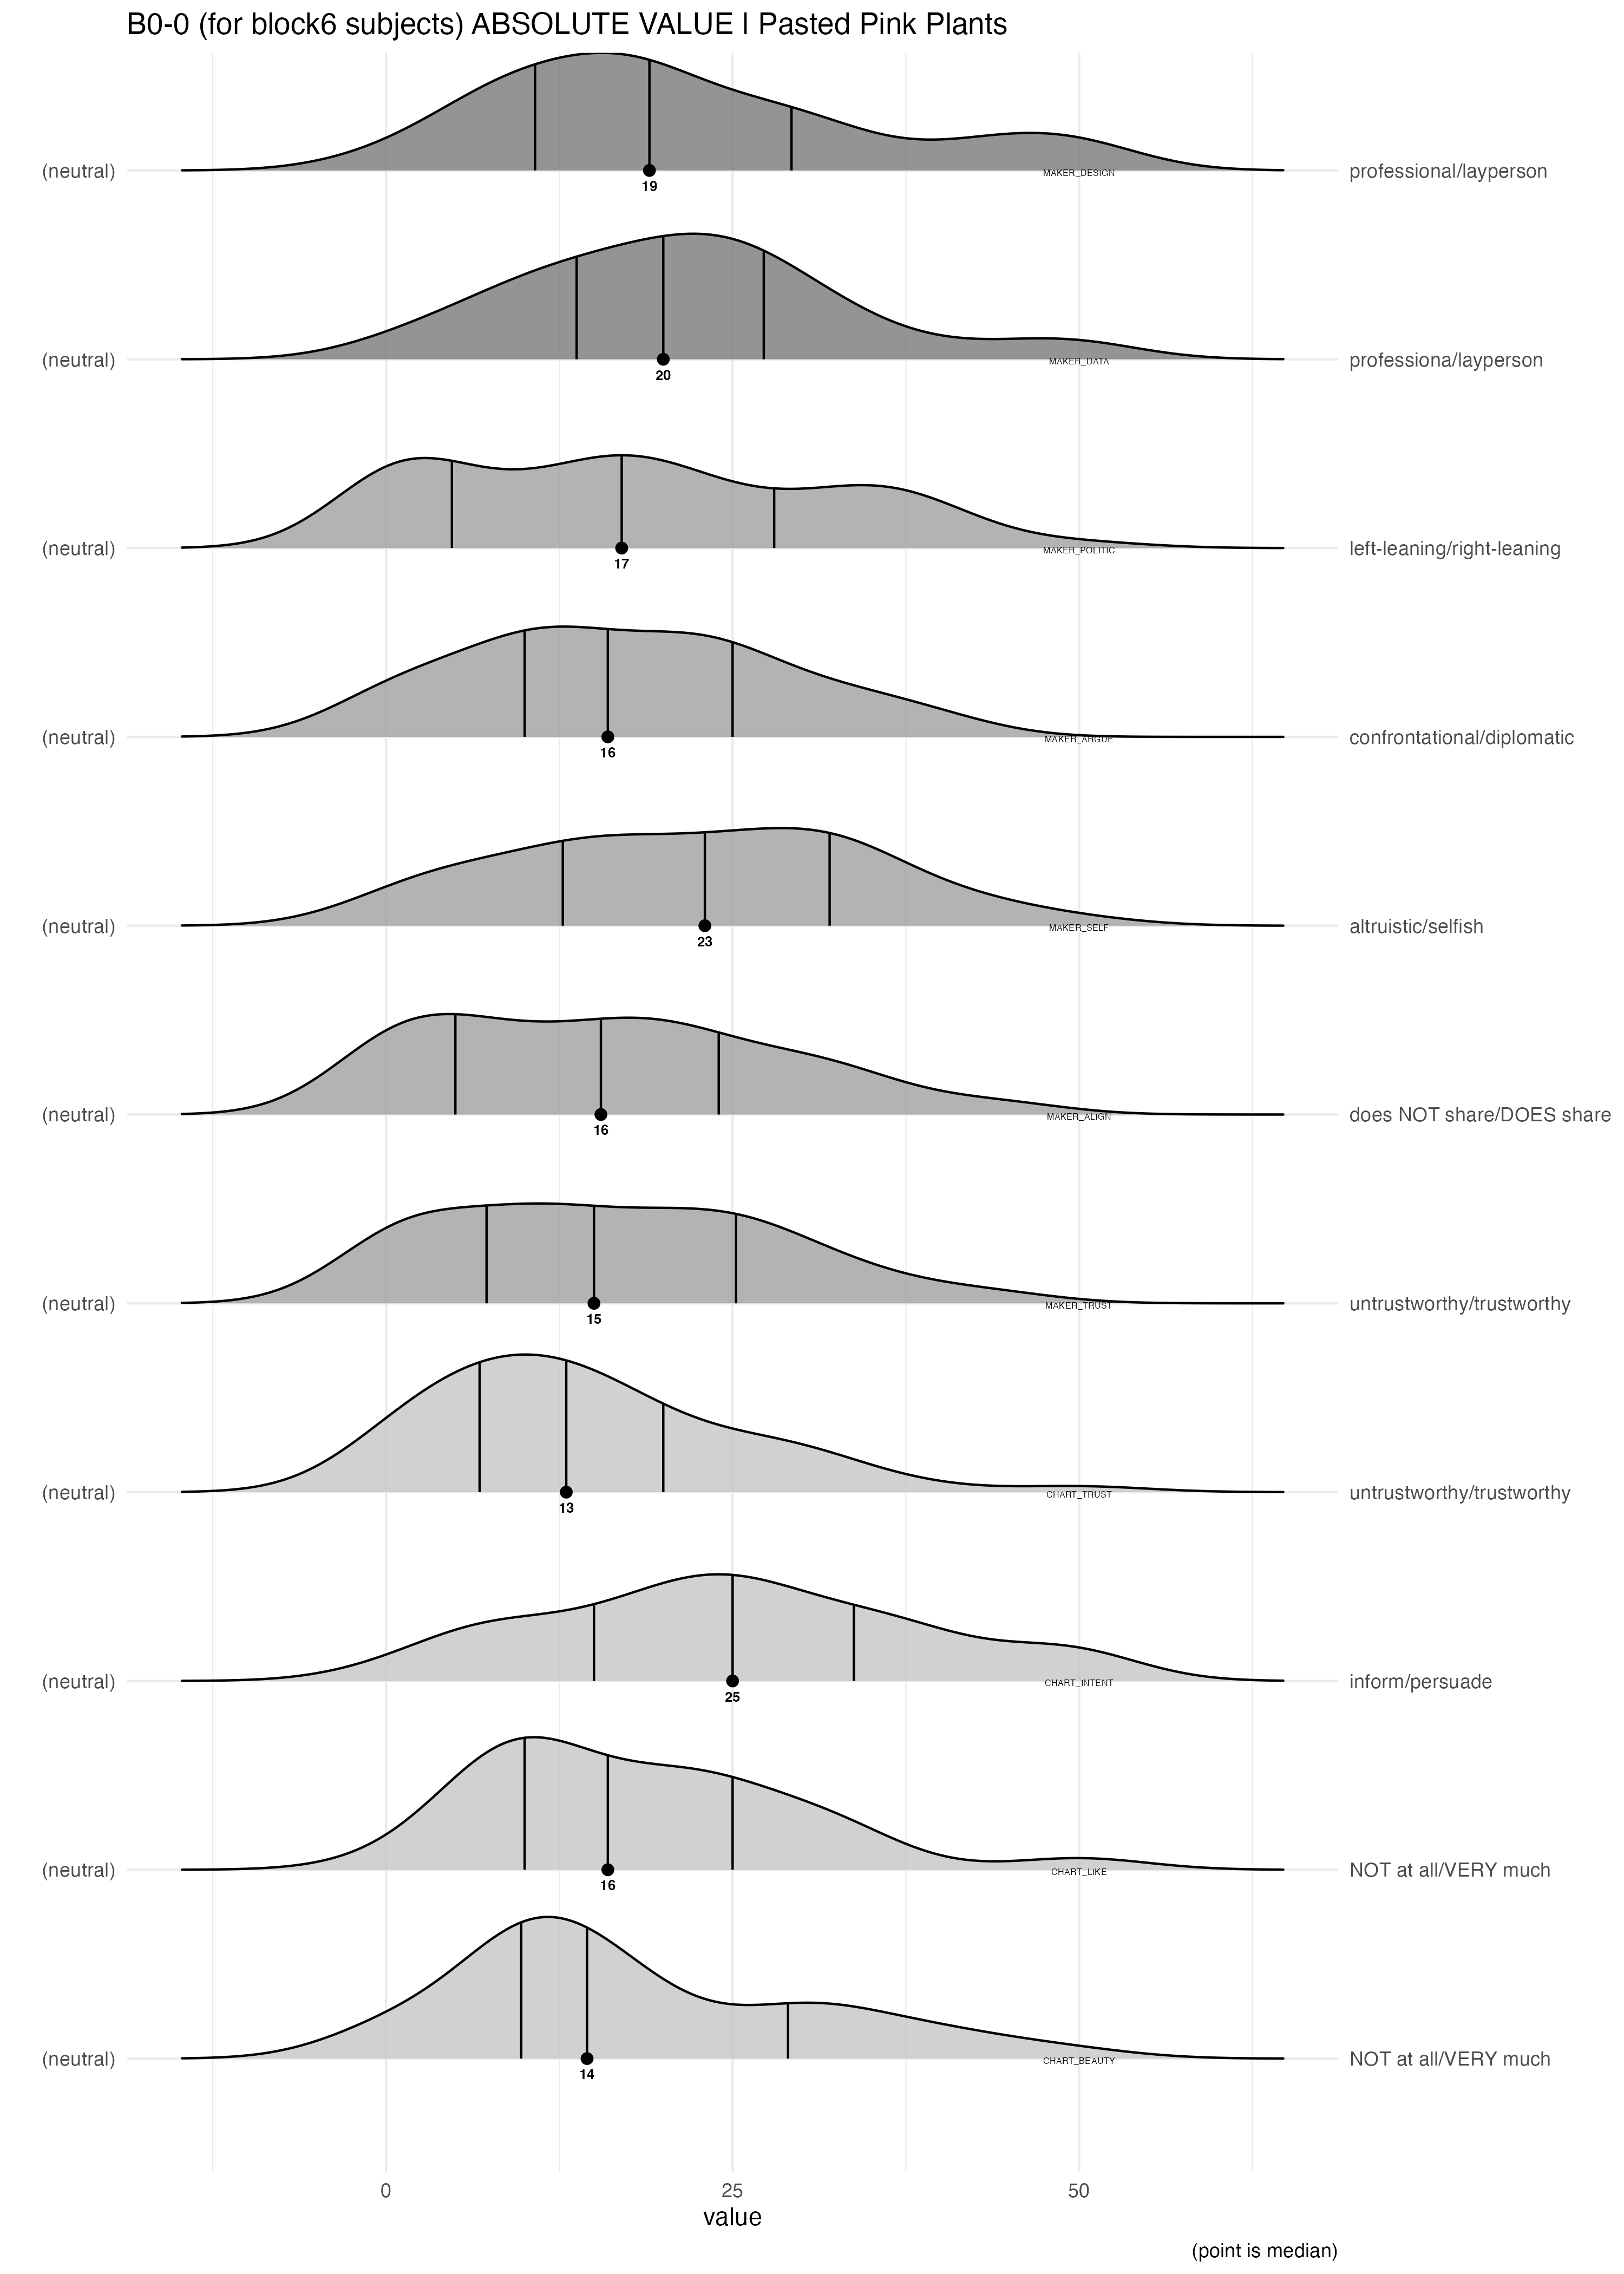 B0-0 (for block6 subjects) ABSOLUTE VALUE | Pasted Pink Plants
(neutral) MAKER_DESIGN professional/layperson
19
(neutral) MAKER_DATA professiona/layperson
20
(neutral) MAKER_POLITIC left-leaning/right-leaning
17
(neutral) MAKER_ARGUE confrontational/diplomatic
16
(neutral) MAKER_SELF altruistic/selfish
23
(neutral) MAKER_ALIGN does NOT share/DOES share
16
(neutral) MAKER_TRUST untrustworthy/trustworthy
15
(neutral) CHART_TRUST untrustworthy/trustworthy
13
(neutral) CHART_INTENT inform/persuade
25
(neutral) CHART_LIKE NOT at all/VERY much
16
(neutral) CHART_BEAUTY NOT at all/VERY much
14
0 25 50
value
(point is median)